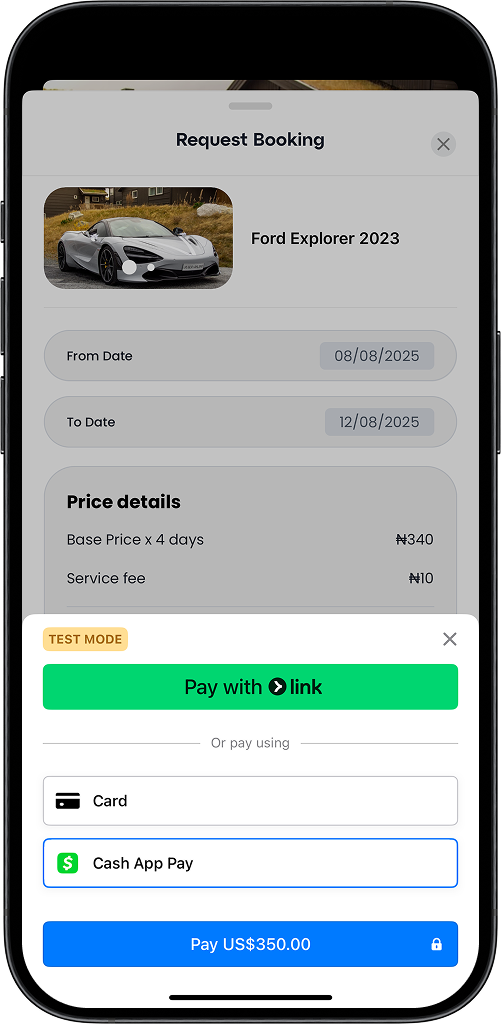 Request Booking
Ford Explorer 2023
From Date
08/08/2025
To Date
12/08/2025
Price details
Base Price x 4 days
₦340
Service fee
₦10
TEST MODE
Pay with link
Or pay using
Card
Cash App Pay
Pay US$350.00